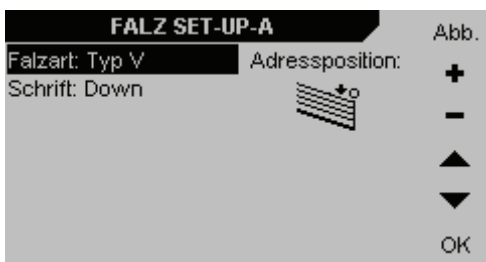 FALZ SET-UP-A
Abb.
Falzart: Typ V
Adressposition:
+
Schrift: Down
−
OK